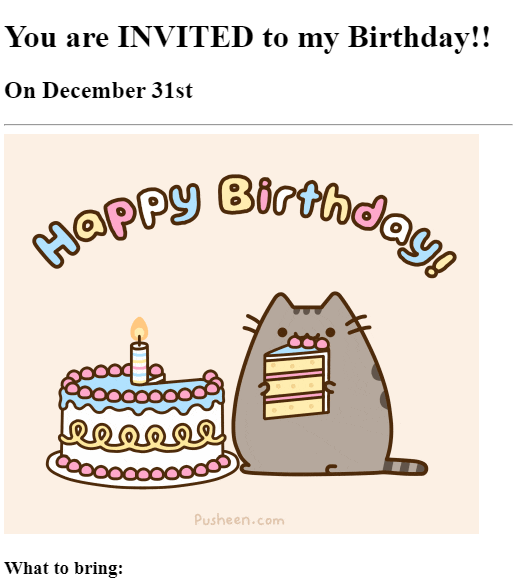 You are INVITED to my Birthday!!
On December 31st
Happy Birthday!
Pusheen.com
What to bring: